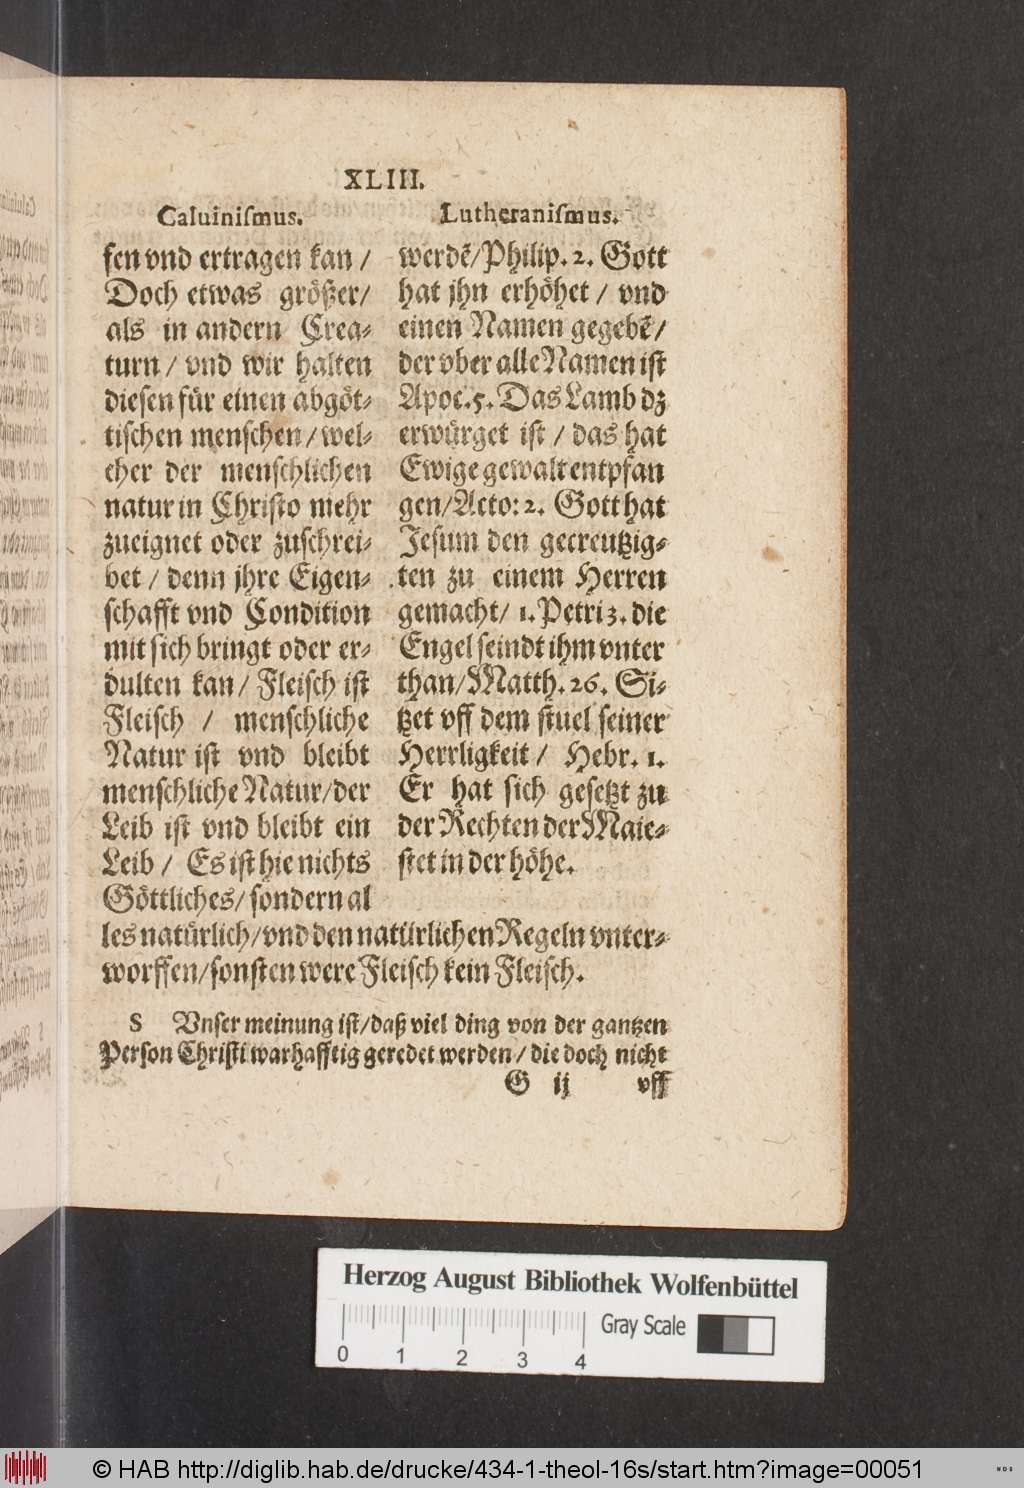 XLIII.
Caluiniſmus.
fen vnd ertragen kan /
Doch etwas größer/
als in andern Crea⸗
turn / vnd wir halten
dieſen für einen abgöt⸗
tiſchen menſchen / wel⸗
cher der menſchlichen
natur in Chriſto mehr
zueignet oder zuſchrei⸗
bet / denn jhre Eigen⸗
ſchafft vnd Condition
mit ſich bringt oder er⸗
dulten kan / Fleiſch iſt
Fleiſch / menſchliche
Natur iſt vnd bleibt
menſchliche Natur/der
Leib iſt vnd bleibt ein
Leib / Es iſt hie nichts
Göttliches/ ſondern al
Lutheraniſmus.
werdẽ/Philip. 2. Gott
hat jhn erhöhet / vnd
einen Namen gegebẽ /
der vber alle Namen iſt
Apoc. 5. Das Lamb dz
erwürget iſt / das hat
Ewige gewalt entpfan
gen/Acto: 2. Gott hat
Jeſum den gecreutzig⸗
ten zu einem Herren
gemacht/ 1. Petri 3. die
Engel ſeindt ihm vnter
than/Matth. 26. Si⸗
tzet vff dem ſtuel ſeiner
Herrligkeit / Hebr. 1.
Er hat ſich geſetzt zu
der Rechten der Maie⸗
ſtet in der höhe.
les natürlich/vnd den natürlichen Regeln vnter⸗
worffen/ſonſten were Fleiſch kein Fleiſch.
S Vnſer meinung iſt/daß viel ding von der gantzen
Perſon Chriſti warhafftig geredet werden / die doch nicht
G ij vff
Herzog August Bibliothek Wolfenbüttel
Gray Scale
0 1 2 3 4
© HAB http://diglib.hab.de/drucke/434-1-theol-16s/start.htm?image=00051